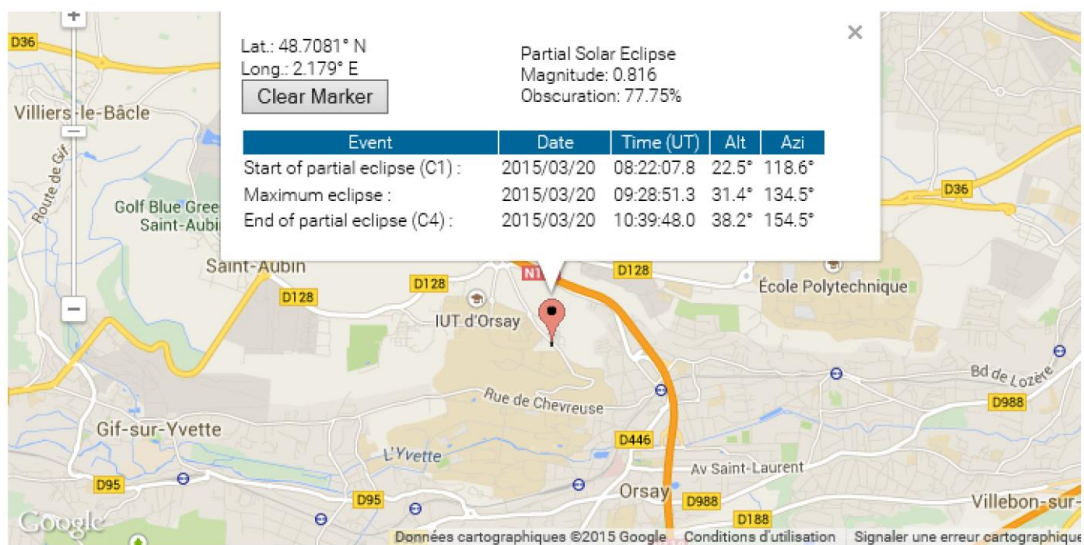 Lat.: 48.7081° N
Long.: 2.179° E
Clear Marker
Partial Solar Eclipse
Magnitude: 0.816
Obscuration: 77.75%
×
Event Date Time (UT) Alt Azi
Start of partial eclipse (C1) : 2015/03/20 08:22:07.8 22.5° 118.6°
Maximum eclipse : 2015/03/20 09:28:51.3 31.4° 134.5°
End of partial eclipse (C4) : 2015/03/20 10:39:48.0 38.2° 154.5°
D36
Villiers-le-Bâcle
Route de Gif
D36
Golf Blue Gree
Saint-Aubi
Saint-Aubin
D128
D128
N1
D128
École Polytechnique
IUT d'Orsay
Rue de Chevreuse
Bd de Lozère
D988
Gif-sur-Yvette
L'Yvette
D446
Av Saint-Laurent
D95
D95
Orsay
D988
D188
Villebon-sur-
Google
Données cartographiques ©2015 Google Conditions d'utilisation Signaler une erreur cartographique